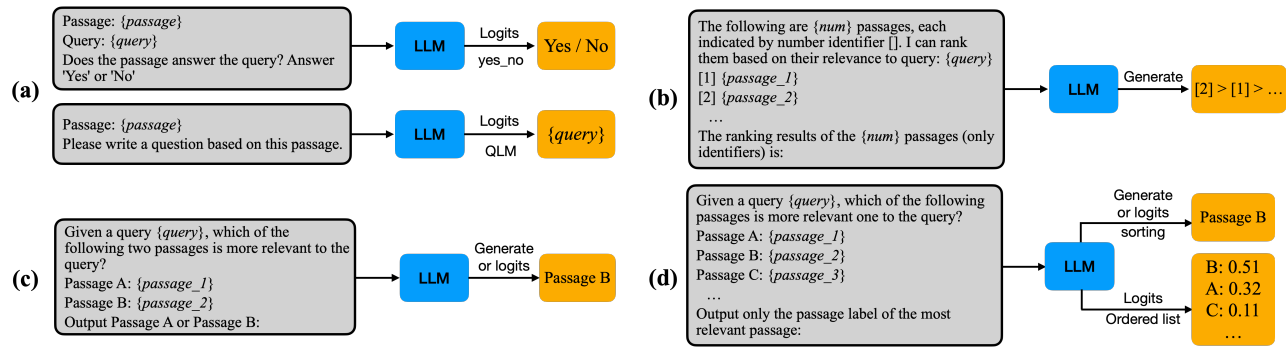 (a)
Passage: {passage}
Query: {query}
Does the passage answer the query? Answer
'Yes' or 'No'
LLM
Logits
yes_no
Yes / No
Passage: {passage}
Please write a question based on this passage.
LLM
Logits
QLM
{query}
(b)
The following are {num} passages, each
indicated by number identifier []. I can rank
them based on their relevance to query: {query}
[1] {passage_1}
[2] {passage_2}
...
The ranking results of the {num} passages (only
identifiers) is:
LLM
Generate
[2] > [1] > ...
(c)
Given a query {query}, which of the
following two passages is more relevant to the
query?
Passage A: {passage_1}
Passage B: {passage_2}
Output Passage A or Passage B:
LLM
Generate
or logits
Passage B
(d)
Given a query {query}, which of the following
passages is more relevant one to the query?
Passage A: {passage_1}
Passage B: {passage_2}
Passage C: {passage_3}
...
Output only the passage label of the most
relevant passage:
LLM
Generate
or logits
sorting
Passage B
Logits
Ordered list
B: 0.51
A: 0.32
C: 0.11
...